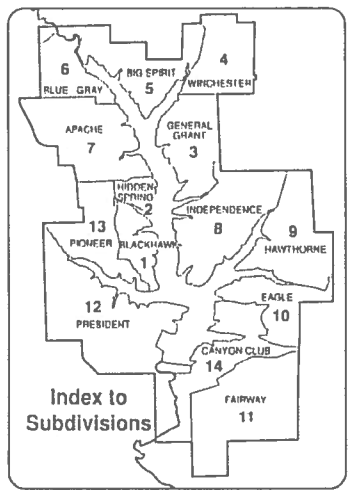 4
WINCHESTER
6
BLUE GRAY
BIG SPIRIT
5
GENERAL
GRANT
3
APACHE
7
HIDDEN
SPRING
2
INDEPENDENCE
8
9
HAWTHORNE
13
PIONEER
BLACKHAWK
1
EAGLE
10
12
PRESIDENT
CANYON CLUB
14
FAIRWAY
11
Index to
Subdivisions